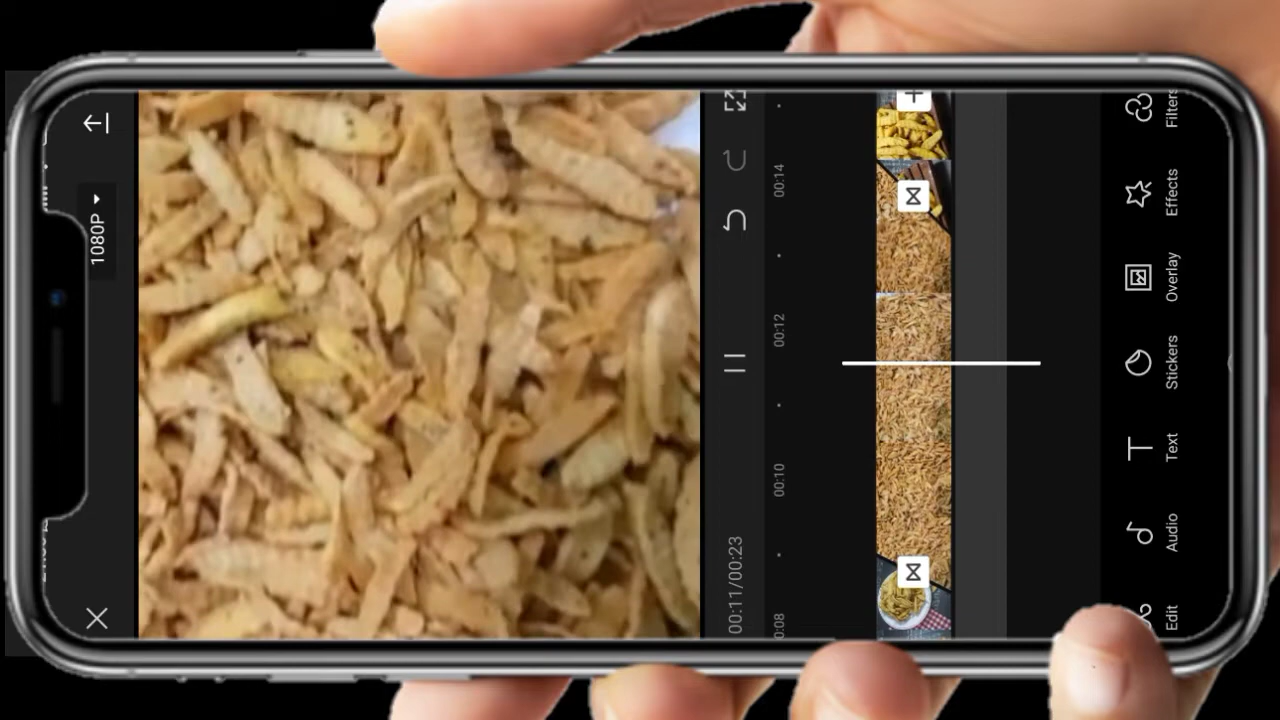 1080P
00:11/00:23
0:08
00:10
00:12
00:14
Edit
Audio
Text
Stickers
Overlay
Effects
Filters